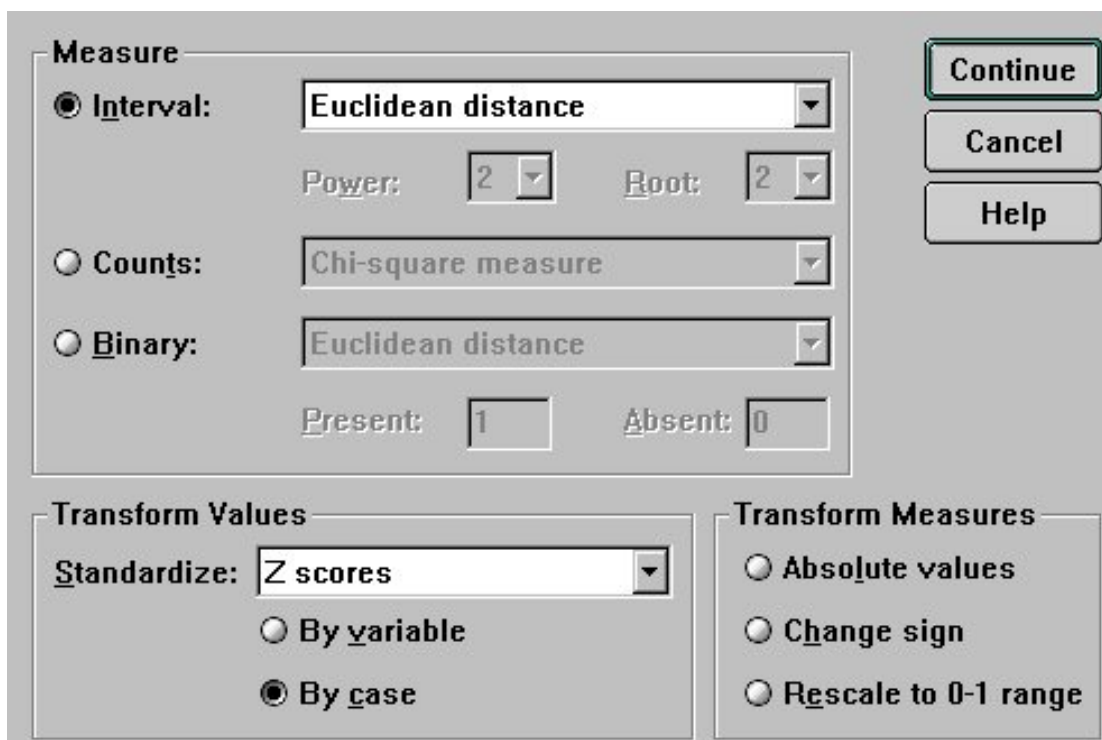 Measure
Interval: Euclidean distance
Power: 2 Root: 2
Counts: Chi-square measure
Binary: Euclidean distance
Present: 1 Absent: 0
Continue
Cancel
Help
Transform Values
Standardize: Z scores
By variable
By case
Transform Measures
Absolute values
Change sign
Rescale to 0-1 range